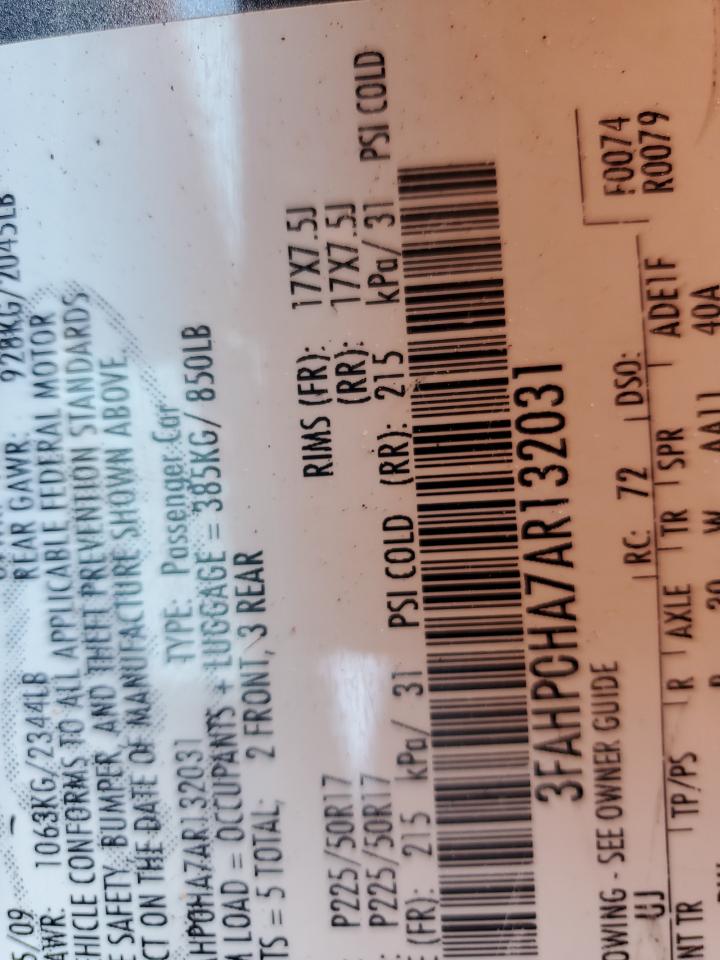 5/09
AWR: 1063KG/2344LB REAR GAWR: 928KG/2045LB
HICLE CONFORMS TO ALL APPLICABLE FEDERAL MOTOR
E SAFETY, BUMPER, AND THEFT PREVENTION STANDARDS
CT ON THE DATE OF MANUFACTURE SHOWN ABOVE.
HP0HA7AR132031 TYPE: Passenger Car
M LOAD = OCCUPANTS + LUGGAGE = 385KG/ 850LB
TS = 5 TOTAL; 2 FRONT, 3 REAR
P225/50R17 RIMS (FR): 17X7.5J
P225/50R17 (RR): 17X7.5J
(FR): 215 kPa/ 31 PSI COLD (RR): 215 kPa/ 31 PSI COLD
3FAHP0HA7AR132031
OWING - SEE OWNER GUIDE F0074
UJ RC: 72 DSO: R0079
NT TR TP/PS R AXLE TR SPR ADE1F
W AA11 40A